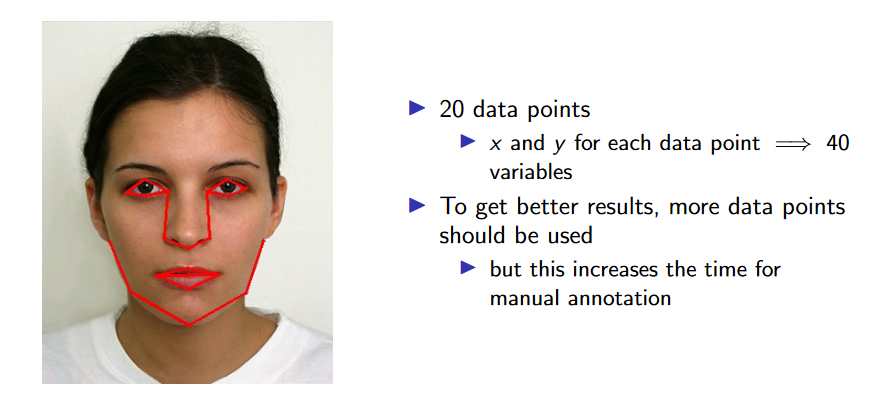 ▶ 20 data points
▶ x and y for each data point ⟹ 40
variables
▶ To get better results, more data points
should be used
▶ but this increases the time for
manual annotation